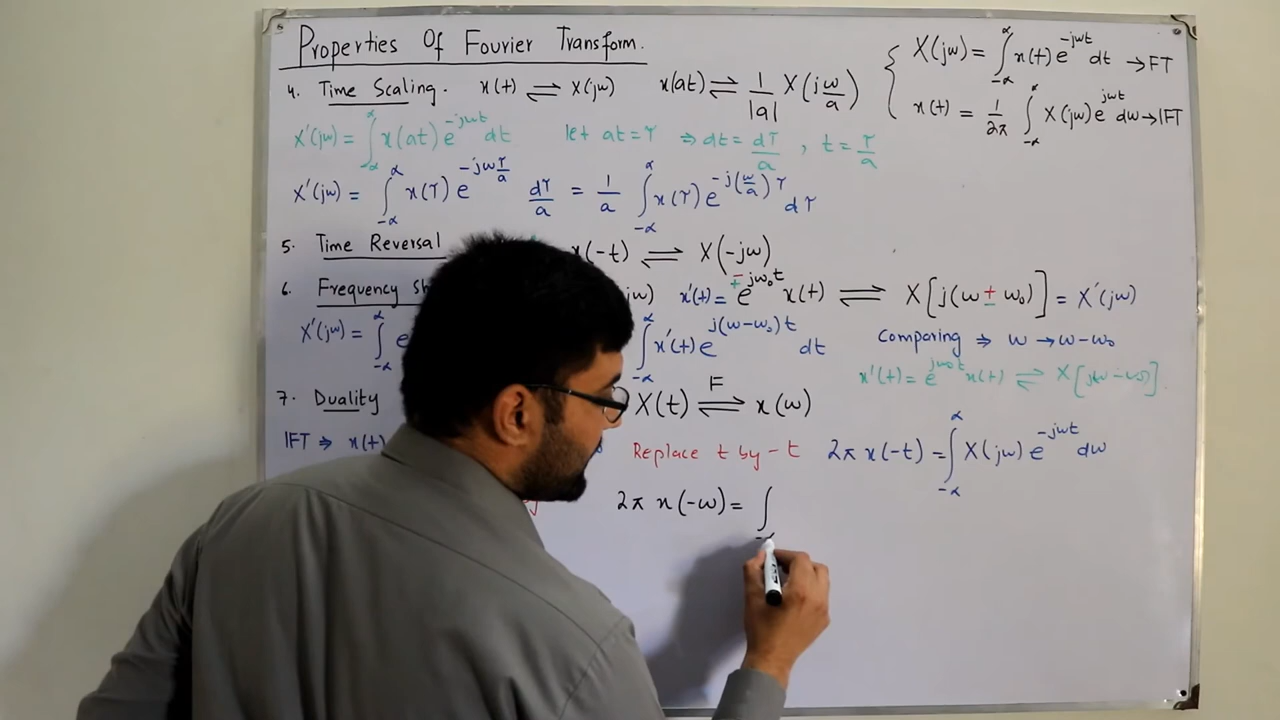 Properties Of Fourier Transform.
X(jω) = ∫_{-∝}^{∝} x(t) e^{-jωt} dt → FT
x(t) = 1/2π ∫_{-∝}^{∝} X(jω) e^{jωt} dω → IFT
4. Time Scaling. x(t) ⇌ X(jω) x(at) ⇌ 1/|a| X(jω/a)
X'(jω) = ∫_{-∝}^{∝} x(at) e^{-jωt} dt let at = τ ⇒ dt = dτ/a , t = τ/a
X'(jω) = ∫_{-∝}^{∝} x(τ) e^{-jωτ/a} dτ/a = 1/a ∫_{-∝}^{∝} x(τ) e^{-j(ω/a)τ} dτ
5. Time Reversal x(-t) ⇌ X(-jω)
6. Frequency x'(t) = e^{∓jω₀t} x(t) ⇌ X[j(ω ± ω₀)] = X'(jω)
X'(jω) = ∫_{-∝}^{∝} e ∫_{-∝}^{∝} x'(t) e^{j(ω-ω₀)t} dt Comparing ⇒ ω → ω-ω₀
x'(t) = e^{jω₀t} x(t) ⇌ X[j(ω-ω₀)].
7. Duality X(t) ⇌^{F} x(ω)
IFT ⇒ x(t) Replace t by -t 2π x(-t) = ∫_{-∝}^{∝} X(jω) e^{-jωt} dω
2π x(-ω) = ∫_{-∝}